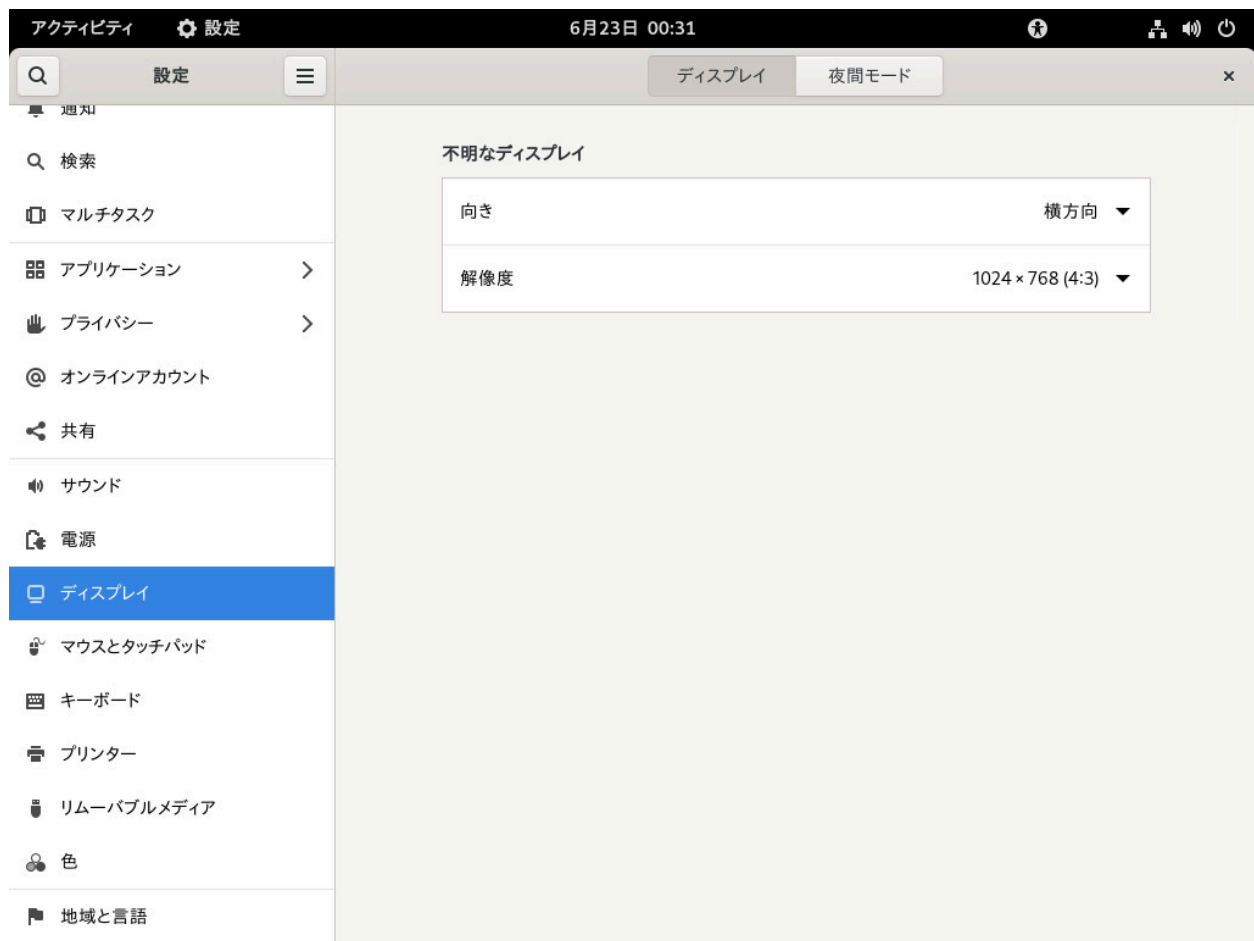 アクティビティ 設定 6月23日 00:31
設定 ディスプレイ 夜間モード
通知
検索
マルチタスク
アプリケーション
プライバシー
オンラインアカウント
共有
サウンド
電源
ディスプレイ
マウスとタッチパッド
キーボード
プリンター
リムーバブルメディア
色
地域と言語
不明なディスプレイ
向き 横方向
解像度 1024 × 768 (4:3)